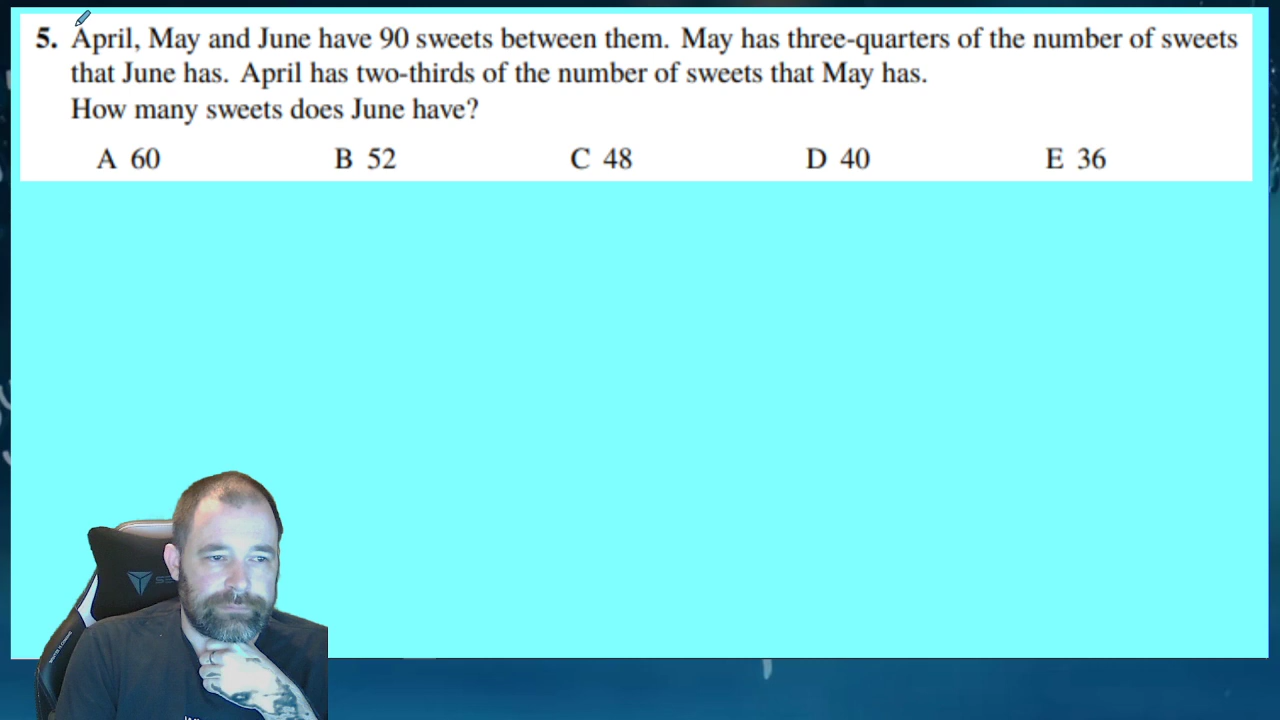 5. April, May and June have 90 sweets between them. May has three-quarters of the number of sweets
that June has. April has two-thirds of the number of sweets that May has.
How many sweets does June have?
A 60 B 52 C 48 D 40 E 36